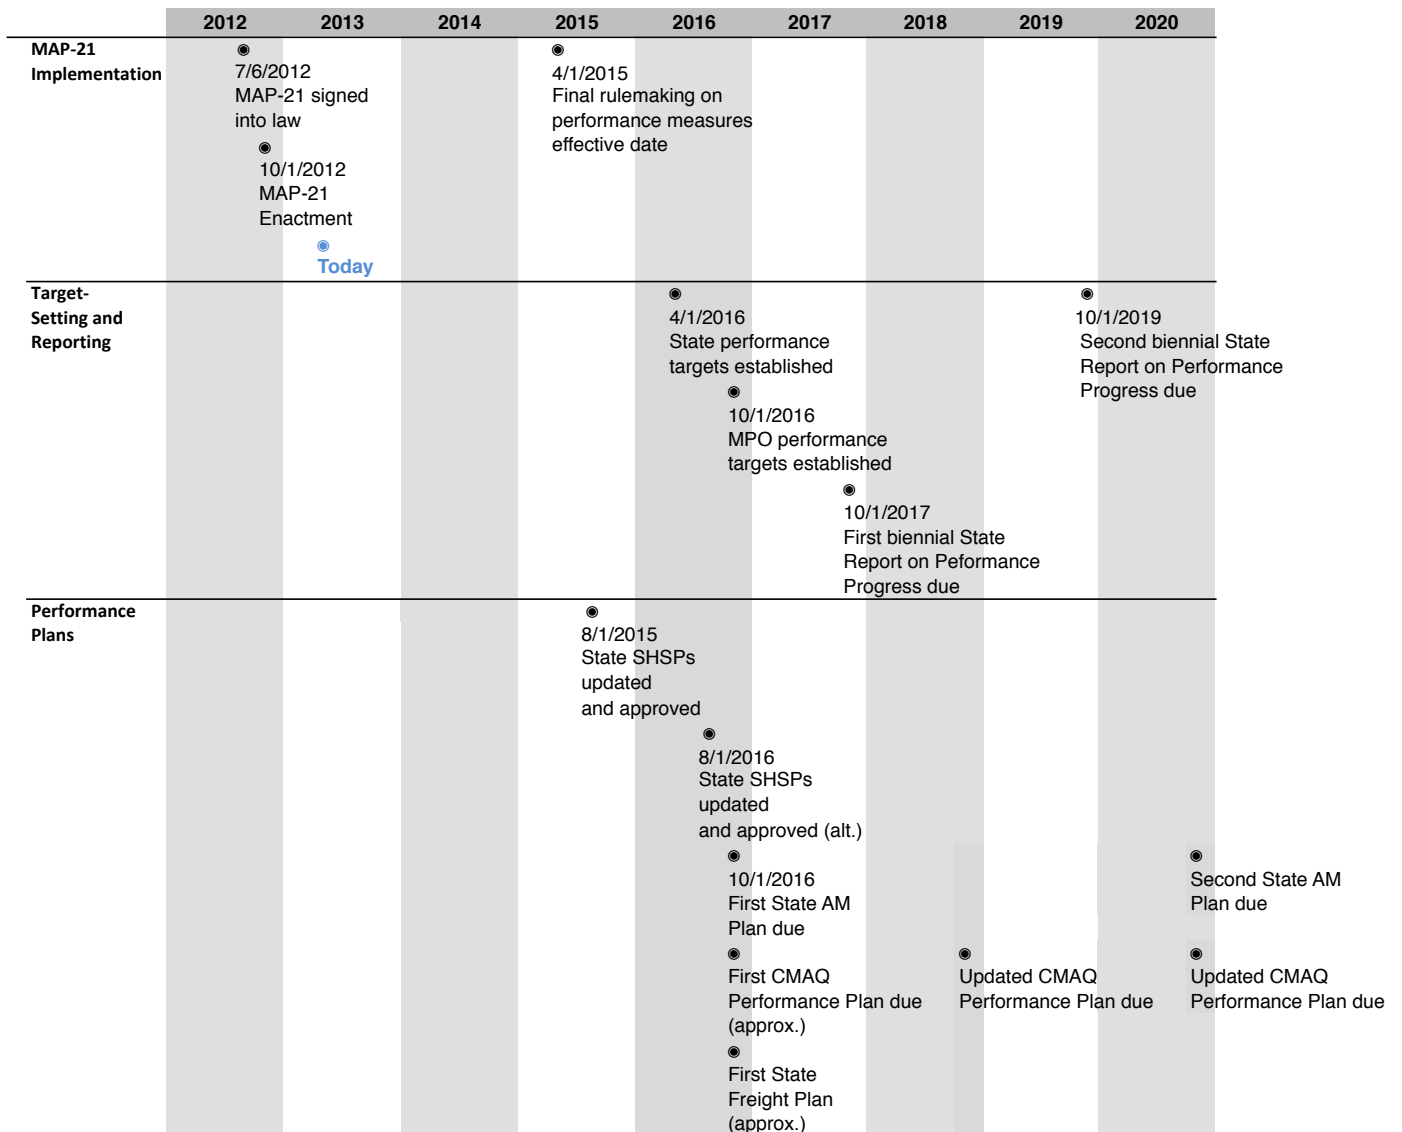 2012 2013 2014 2015 2016 2017 2018 2019 2020
MAP-21
Implementation
7/6/2012
MAP-21 signed
into law
10/1/2012
MAP-21
Enactment
Today
4/1/2015
Final rulemaking on
performance measures
effective date
Target-
Setting and
Reporting
4/1/2016
State performance
targets established
10/1/2016
MPO performance
targets established
10/1/2017
First biennial State
Report on Peformance
Progress due
10/1/2019
Second biennial State
Report on Performance
Progress due
Performance
Plans
8/1/2015
State SHSPs
updated
and approved
8/1/2016
State SHSPs
updated
and approved (alt.)
10/1/2016
First State AM
Plan due
Second State AM
Plan due
First CMAQ
Performance Plan due
(approx.)
Updated CMAQ
Performance Plan due
Updated CMAQ
Performance Plan due
First State
Freight Plan
(approx.)